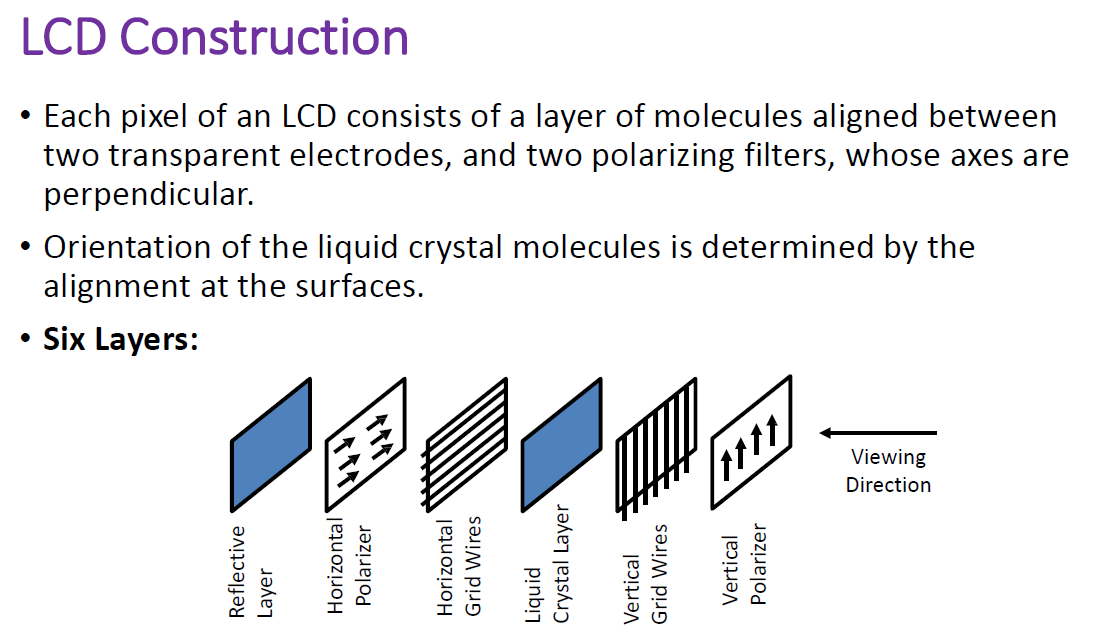 LCD Construction
• Each pixel of an LCD consists of a layer of molecules aligned between
two transparent electrodes, and two polarizing filters, whose axes are
perpendicular.
• Orientation of the liquid crystal molecules is determined by the
alignment at the surfaces.
• Six Layers:
Reflective
Layer
Horizontal
Polarizer
Horizontal
Grid Wires
Liquid
Crystal Layer
Vertical
Grid Wires
Vertical
Polarizer
Viewing
Direction